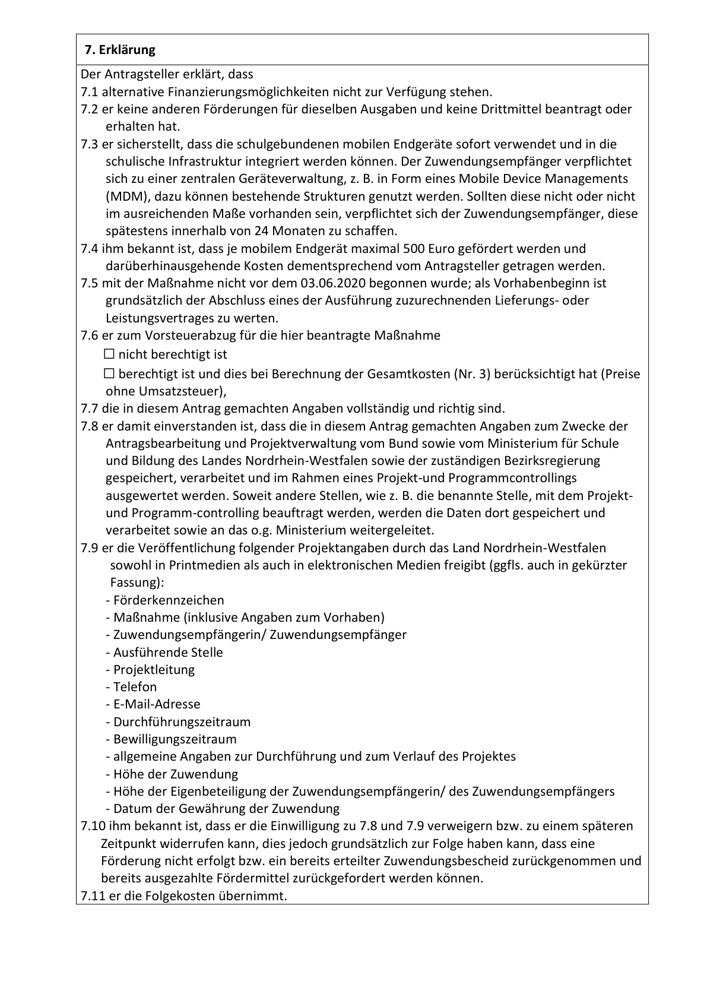 7. Erklärung
Der Antragsteller erklärt, dass
7.1 alternative Finanzierungsmöglichkeiten nicht zur Verfügung stehen.
7.2 er keine anderen Förderungen für dieselben Ausgaben und keine Drittmittel beantragt oder
erhalten hat.
7.3 er sicherstellt, dass die schulgebundenen mobilen Endgeräte sofort verwendet und in die
schulische Infrastruktur integriert werden können. Der Zuwendungsempfänger verpflichtet
sich zu einer zentralen Geräteverwaltung, z. B. in Form eines Mobile Device Managements
(MDM), dazu können bestehende Strukturen genutzt werden. Sollten diese nicht oder nicht
im ausreichenden Maße vorhanden sein, verpflichtet sich der Zuwendungsempfänger, diese
spätestens innerhalb von 24 Monaten zu schaffen.
7.4 ihm bekannt ist, dass je mobilem Endgerät maximal 500 Euro gefördert werden und
darüberhinausgehende Kosten dementsprechend vom Antragsteller getragen werden.
7.5 mit der Maßnahme nicht vor dem 03.06.2020 begonnen wurde; als Vorhabenbeginn ist
grundsätzlich der Abschluss eines der Ausführung zuzurechnenden Lieferungs- oder
Leistungsvertrages zu werten.
7.6 er zum Vorsteuerabzug für die hier beantragte Maßnahme
☐ nicht berechtigt ist
☐ berechtigt ist und dies bei Berechnung der Gesamtkosten (Nr. 3) berücksichtigt hat (Preise
ohne Umsatzsteuer),
7.7 die in diesem Antrag gemachten Angaben vollständig und richtig sind.
7.8 er damit einverstanden ist, dass die in diesem Antrag gemachten Angaben zum Zwecke der
Antragsbearbeitung und Projektverwaltung vom Bund sowie vom Ministerium für Schule
und Bildung des Landes Nordrhein-Westfalen sowie der zuständigen Bezirksregierung
gespeichert, verarbeitet und im Rahmen eines Projekt-und Programmcontrollings
ausgewertet werden. Soweit andere Stellen, wie z. B. die benannte Stelle, mit dem Projekt-
und Programm-controlling beauftragt werden, werden die Daten dort gespeichert und
verarbeitet sowie an das o.g. Ministerium weitergeleitet.
7.9 er die Veröffentlichung folgender Projektangaben durch das Land Nordrhein-Westfalen
sowohl in Printmedien als auch in elektronischen Medien freigibt (ggfls. auch in gekürzter
Fassung):
- Förderkennzeichen
- Maßnahme (inklusive Angaben zum Vorhaben)
- Zuwendungsempfängerin/ Zuwendungsempfänger
- Ausführende Stelle
- Projektleitung
- Telefon
- E-Mail-Adresse
- Durchführungszeitraum
- Bewilligungszeitraum
- allgemeine Angaben zur Durchführung und zum Verlauf des Projektes
- Höhe der Zuwendung
- Höhe der Eigenbeteiligung der Zuwendungsempfängerin/ des Zuwendungsempfängers
- Datum der Gewährung der Zuwendung
7.10 ihm bekannt ist, dass er die Einwilligung zu 7.8 und 7.9 verweigern bzw. zu einem späteren
Zeitpunkt widerrufen kann, dies jedoch grundsätzlich zur Folge haben kann, dass eine
Förderung nicht erfolgt bzw. ein bereits erteilter Zuwendungsbescheid zurückgenommen und
bereits ausgezahlte Fördermittel zurückgefordert werden können.
7.11 er die Folgekosten übernimmt.